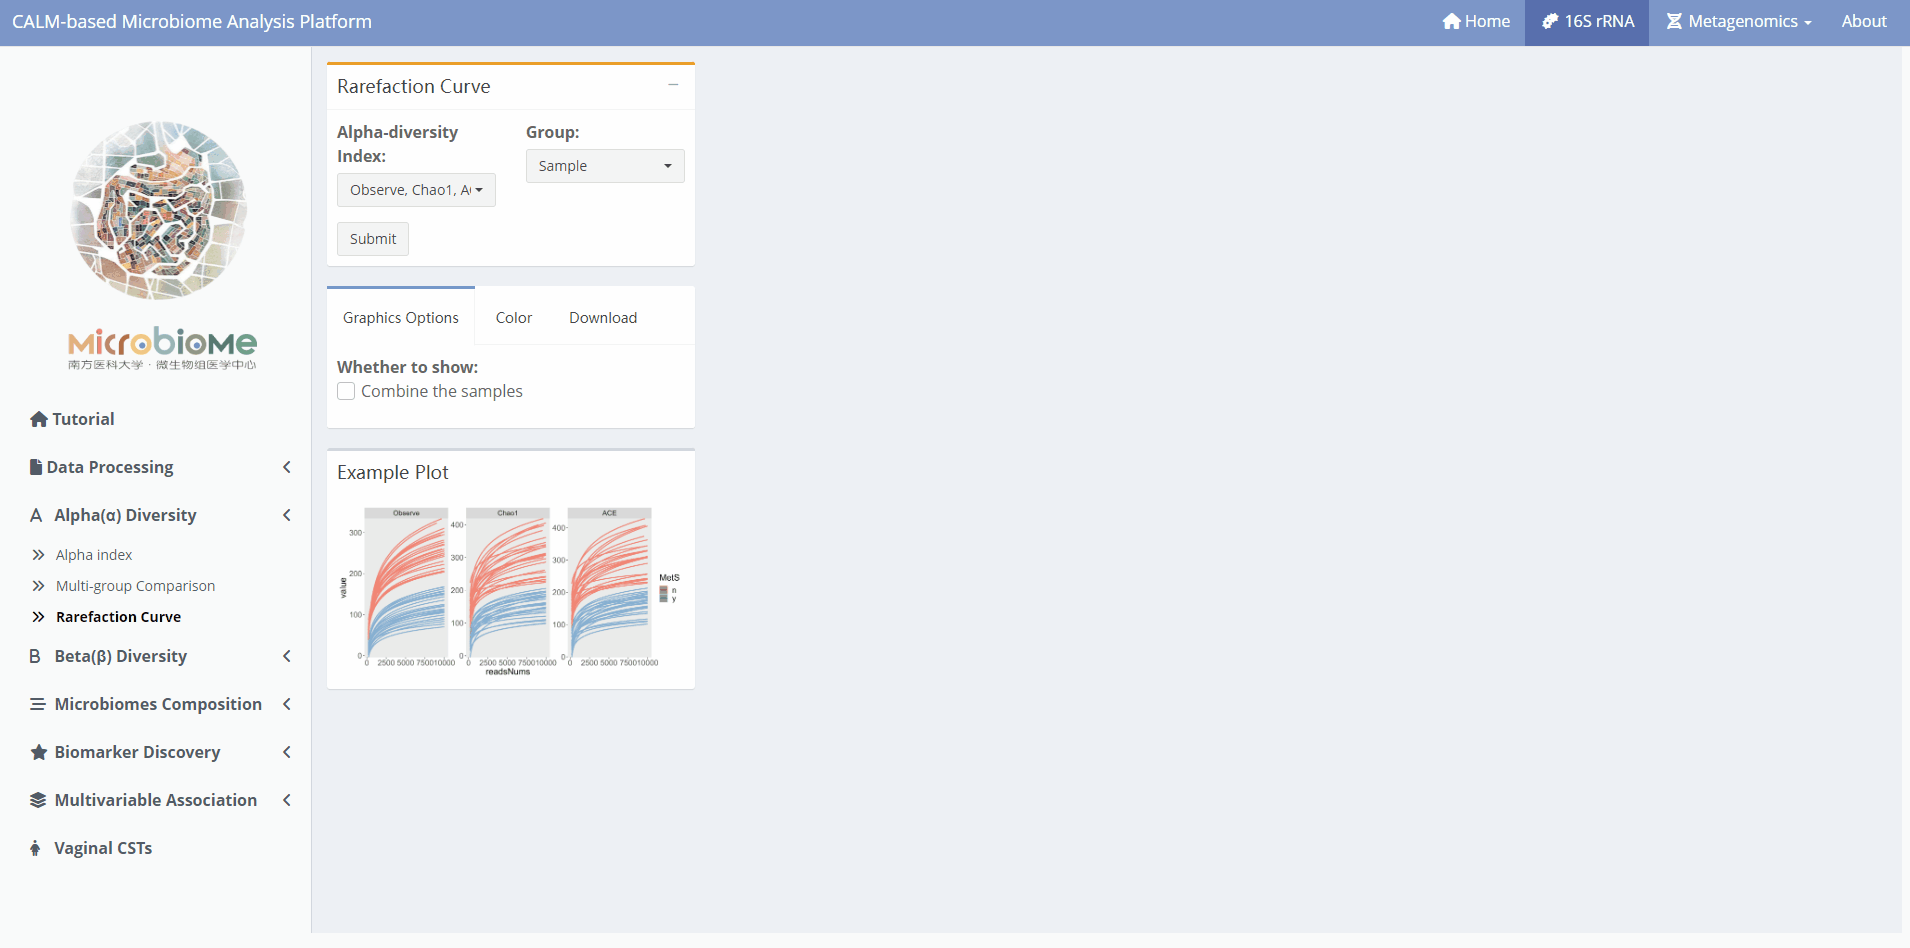 CALM-based Microbiome Analysis Platform
Home
16S rRNA
Metagenomics
About
MicrobioMe
南方医科大学 · 微生物组医学中心
Tutorial
Data Processing
Alpha(α) Diversity
Alpha index
Multi-group Comparison
Rarefaction Curve
Beta(β) Diversity
Microbiomes Composition
Biomarker Discovery
Multivariable Association
Vaginal CSTs
Rarefaction Curve
Alpha-diversity
Index:
Observe, Chao1, A
Group:
Sample
Submit
Graphics Options
Color
Download
Whether to show:
Combine the samples
Example Plot
Observe
Chao1
ACE
300
200
100
0
400
300
200
100
0
400
300
200
100
0
value
0 2500 5000 7500 10000
0 2500 5000 7500 10000
0 2500 5000 7500 10000
readsNums
MetS
n
y